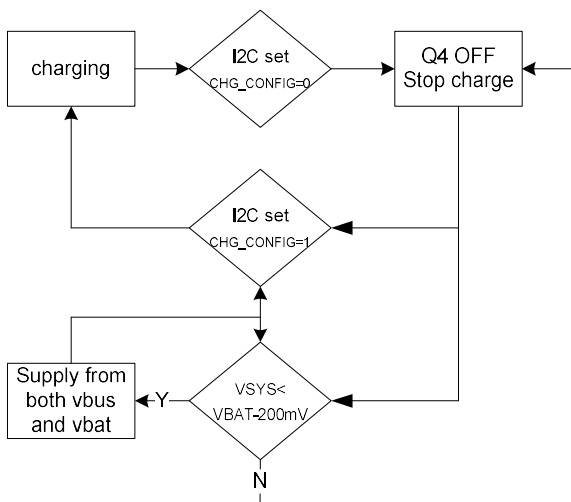 charging
I2C set
CHG_CONFIG=0
Q4 OFF
Stop charge
I2C set
CHG_CONFIG=1
Supply from
both vbus
and vbat
Y
VSYS<
VBAT-200mV
N